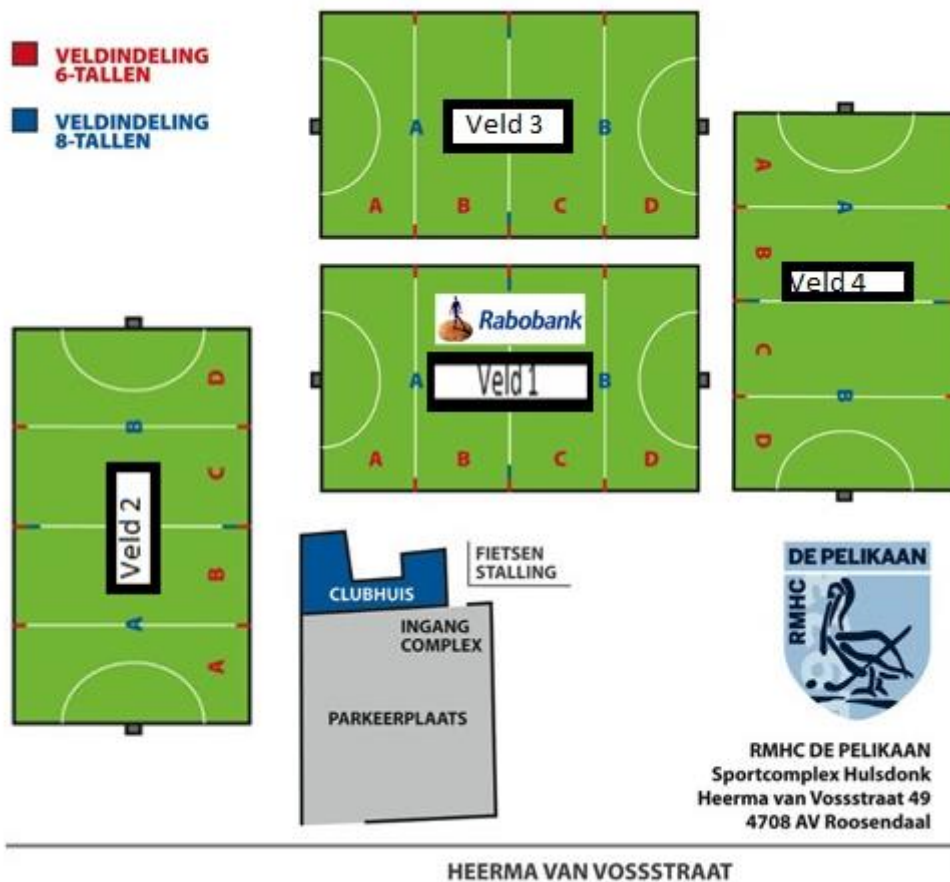 VELDINDELING
6-TALLEN
VELDINDELING
8-TALLEN
A
Veld 3
B
A
B
C
D
A
A
B
Veld 4
C
B
D
Rabobank
A
Veld 1
B
A
B
C
D
D
B
C
Veld 2
B
A
A
FIETSEN
STALLING
CLUBHUIS
INGANG
COMPLEX
PARKEERPLAATS
DE PELIKAAN
RMHC
RMHC DE PELIKAAN
Sportcomplex Hulsdonk
Heerma van Vossstraat 49
4708 AV Roosendaal
HEERMA VAN VOSSSTRAAT